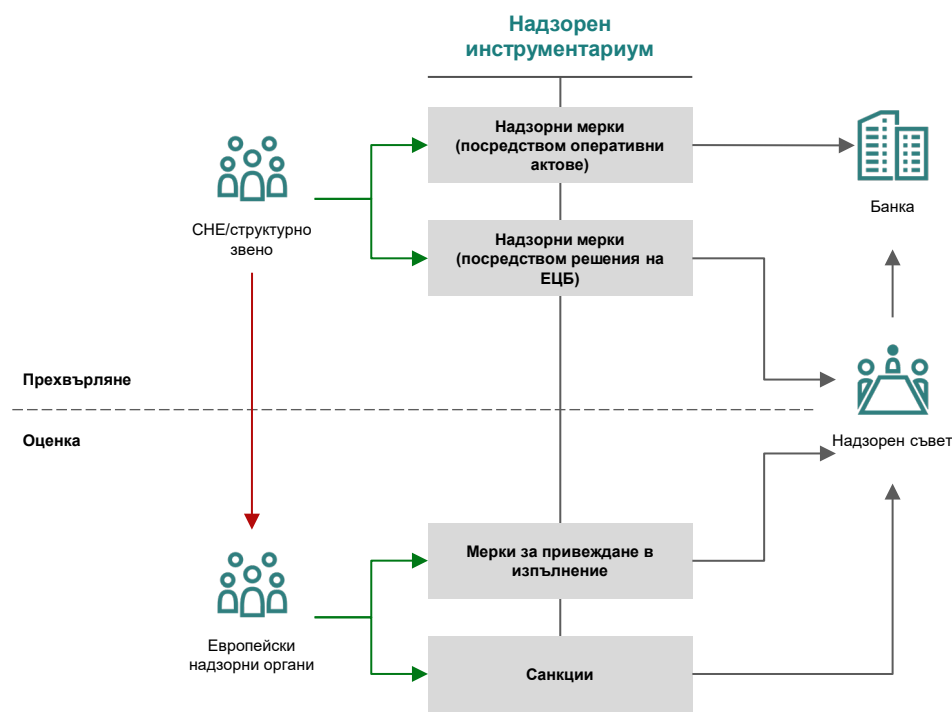 Надзорен
инструментариум
Надзорни мерки
(посредством оперативни
актове)
Банка
СНЕ/структурно
звено
Надзорни мерки
(посредством решения на
ЕЦБ)
Прехвърляне
Оценка
Надзорен съвет
Мерки за привеждане в
изпълнение
Европейски
надзорни органи
Санкции